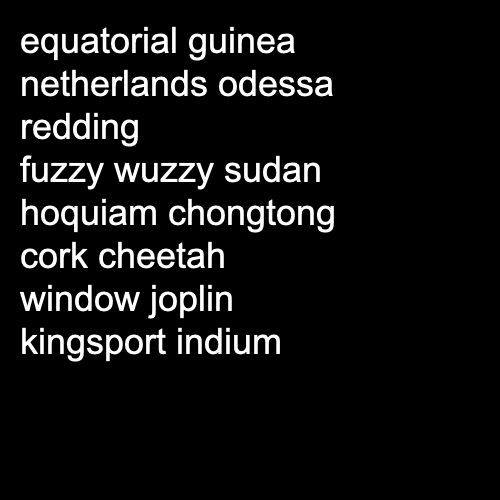 equatorial guinea
netherlands odessa
redding
fuzzy wuzzy sudan
hoquiam chongtong
cork cheetah
window joplin
kingsport indium